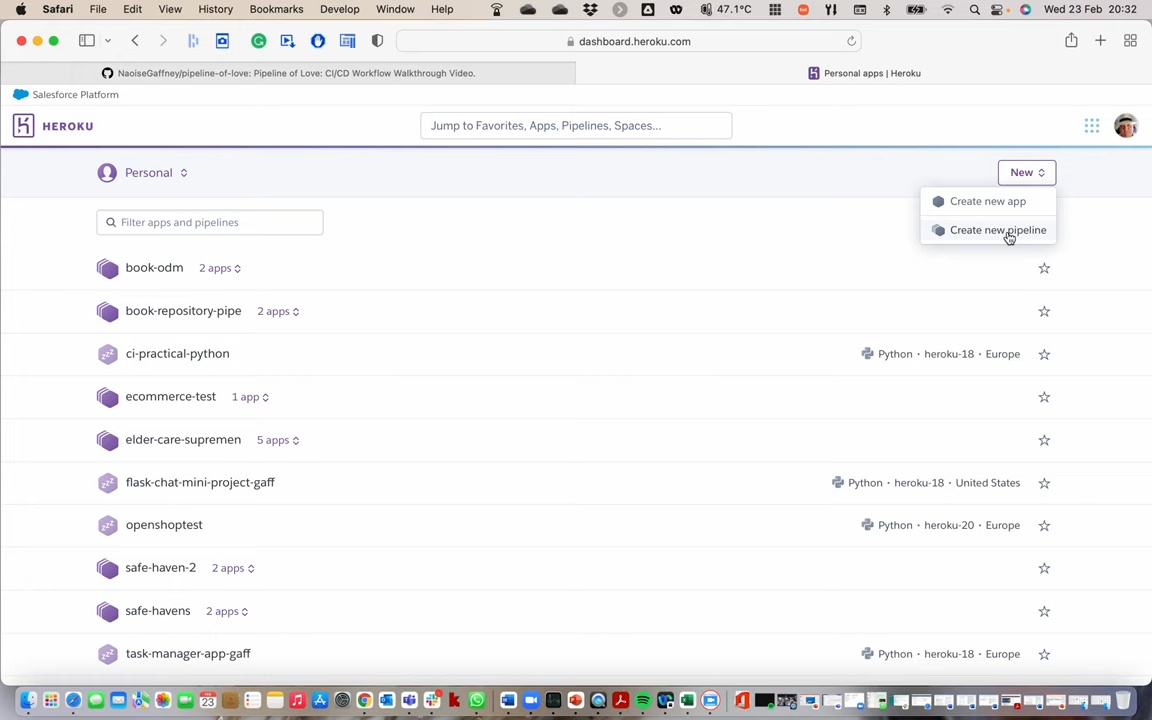 Safari File Edit View History Bookmarks Develop Window Help 47.1°C Wed 23 Feb 20:32
dashboard.heroku.com
NaoiseGaffney/pipeline-of-love: Pipeline of Love: CI/CD Workflow Walkthrough Video.
Personal apps | Heroku
Salesforce Platform
HEROKU
Jump to Favorites, Apps, Pipelines, Spaces...
Personal
New
Create new app
Filter apps and pipelines
Create new pipeline
book-odm 2 apps
book-repository-pipe 2 apps
ci-practical-python Python • heroku-18 • Europe
ecommerce-test 1 app
elder-care-supremen 5 apps
flask-chat-mini-project-gaff Python • heroku-18 • United States
openshoptest Python • heroku-20 • Europe
safe-haven-2 2 apps
safe-havens 2 apps
task-manager-app-gaff Python • heroku-18 • Europe